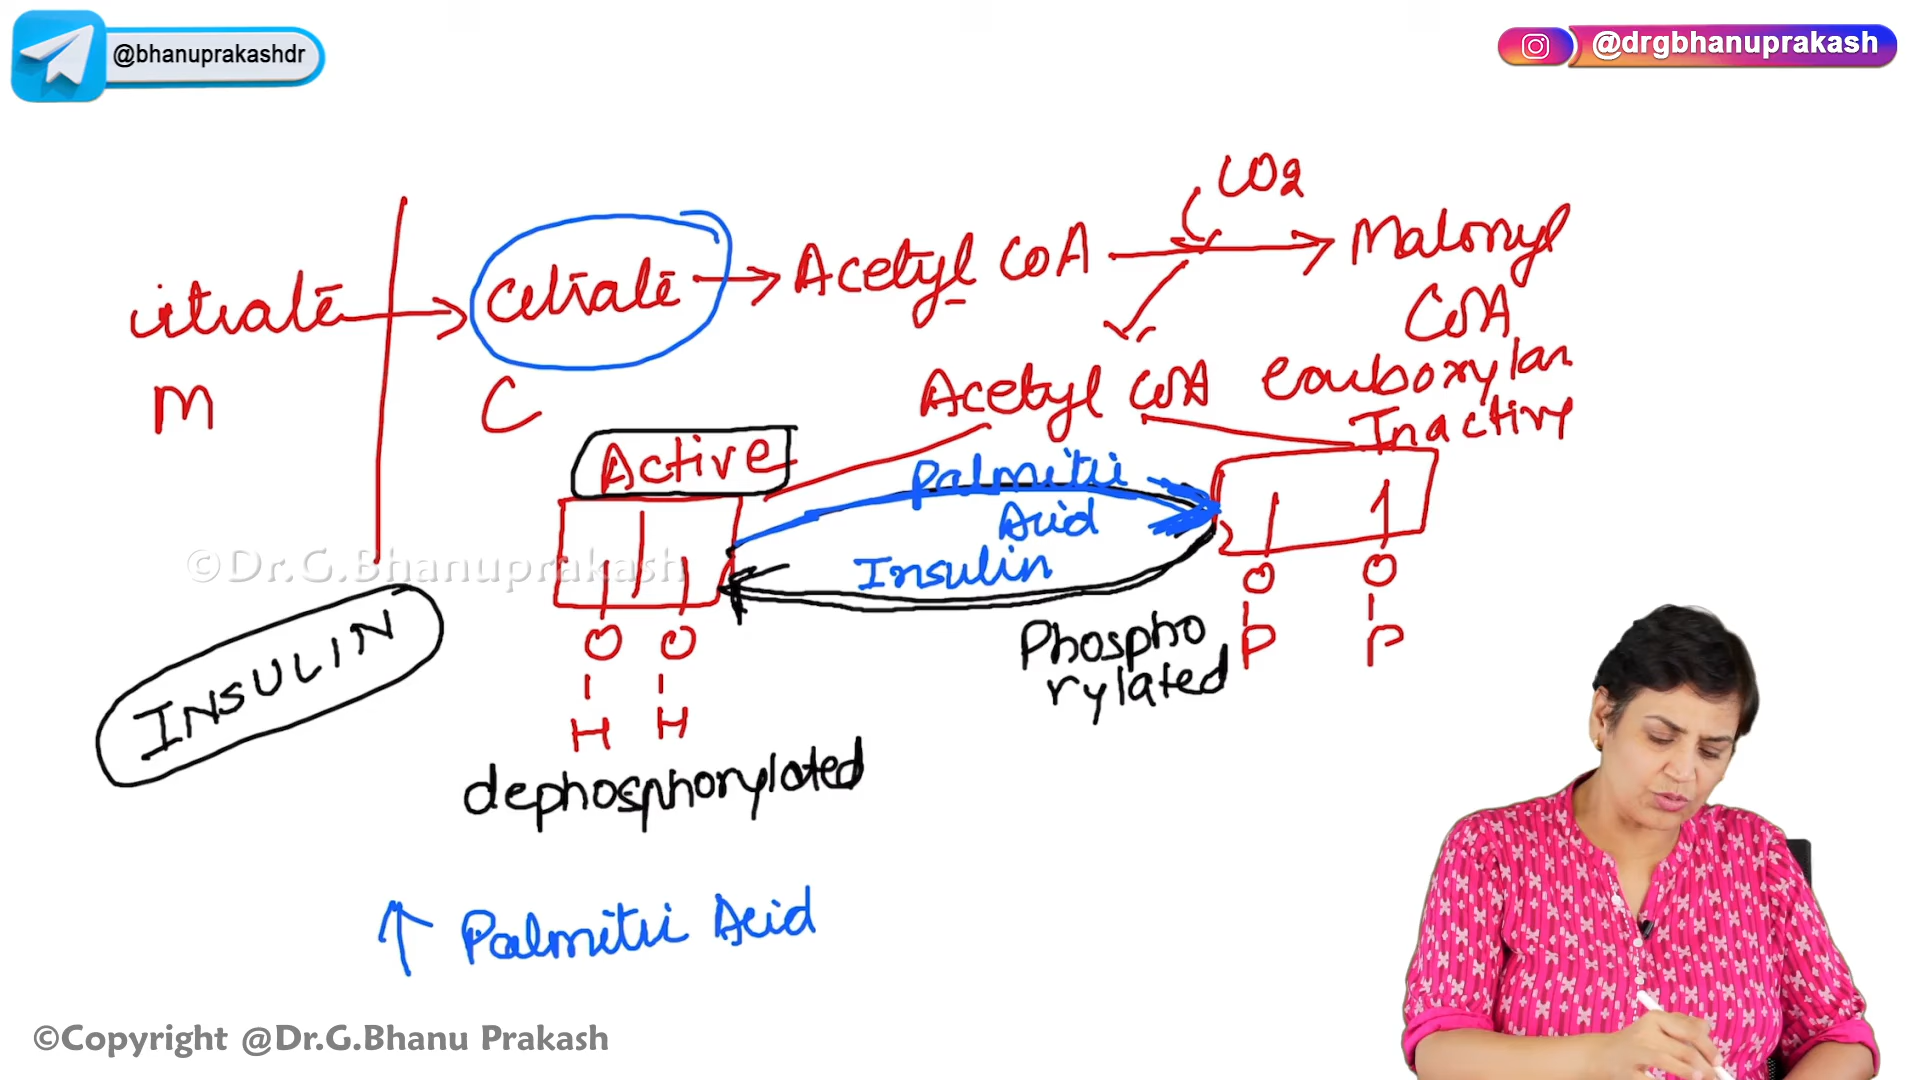 @bhanuprakashdr
@drgbhanuprakash
CO2
citrate → Citrate → Acetyl CoA → Malonyl
CoA
M
C
Acetyl CoA Carboxylan
Active
Inactive
Palmitic
Acid
Insulin
©Dr.G.Bhanuprakash
O O
H H
O O
P P
Phospho
rylated
INSULIN
dephosphorylated
↑ Palmitic Acid
©Copyright @Dr.G.Bhanu Prakash